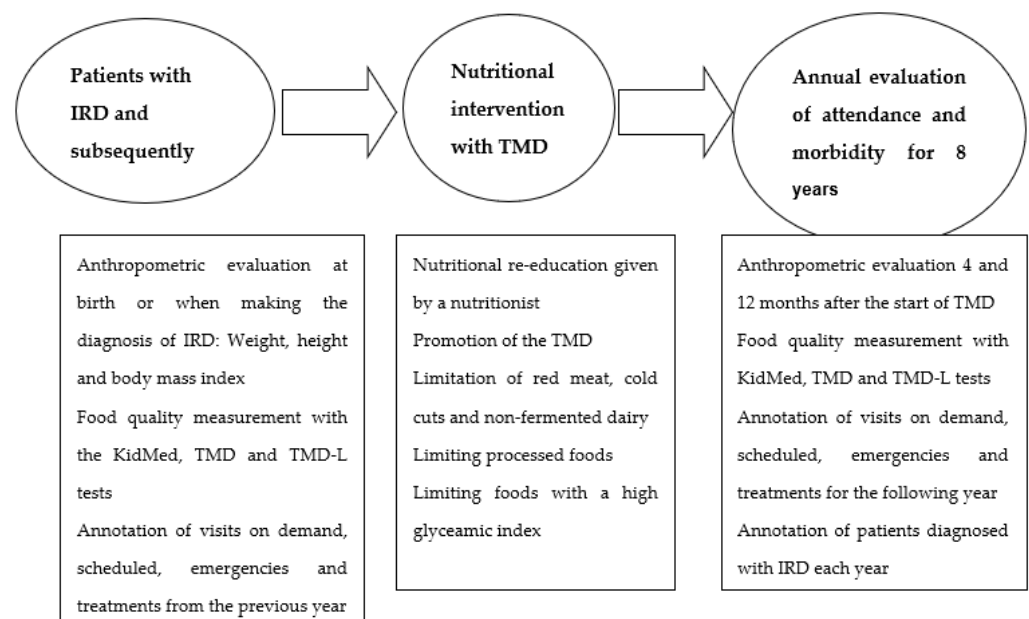 Patients with
IRD and
subsequently
Nutritional
intervention
with TMD
Annual evaluation
of attendance and
morbidity for 8
years
Anthropometric evaluation at
birth or when making the
diagnosis of IRD: Weight, height
and body mass index
Food quality measurement with
the KidMed, TMD and TMD-L
tests
Annotation of visits on demand,
scheduled, emergencies and
treatments from the previous year
Nutritional re-education given
by a nutritionist
Promotion of the TMD
Limitation of red meat, cold
cuts and non-fermented dairy
Limiting processed foods
Limiting foods with a high
glyceamic index
Anthropometric evaluation 4 and
12 months after the start of TMD
Food quality measurement with
KidMed, TMD and TMD-L tests
Annotation of visits on demand,
scheduled, emergencies and
treatments for the following year
Annotation of patients diagnosed
with IRD each year